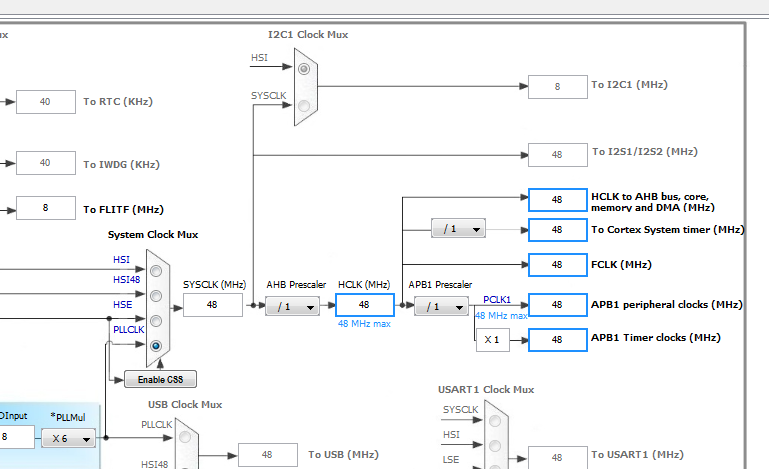 ux
I2C1 Clock Mux
HSI
SYSCLK
8
To I2C1 (MHz)
40
To RTC (KHz)
48
To I2S1/I2S2 (MHz)
40
To IWDG (KHz)
8
To FLITF (MHz)
48
HCLK to AHB bus, core,
memory and DMA (MHz)
/ 1
48
To Cortex System timer (MHz)
System Clock Mux
HSI
HSI48
HSE
PLLCLK
48
FCLK (MHz)
SYSCLK (MHz)
48
AHB Prescaler
/ 1
HCLK (MHz)
48
48 MHz max
APB1 Prescaler
/ 1
PCLK1
48 MHz max
48
APB1 peripheral clocks (MHz)
X 1
48
APB1 Timer clocks (MHz)
Enable CSS
USB Clock Mux
PLLCLK
HSI48
48
To USB (MHz)
USART1 Clock Mux
SYSCLK
HSI
LSE
48
To USART1 (MHz)
Input
8
*PLLMul
X 6